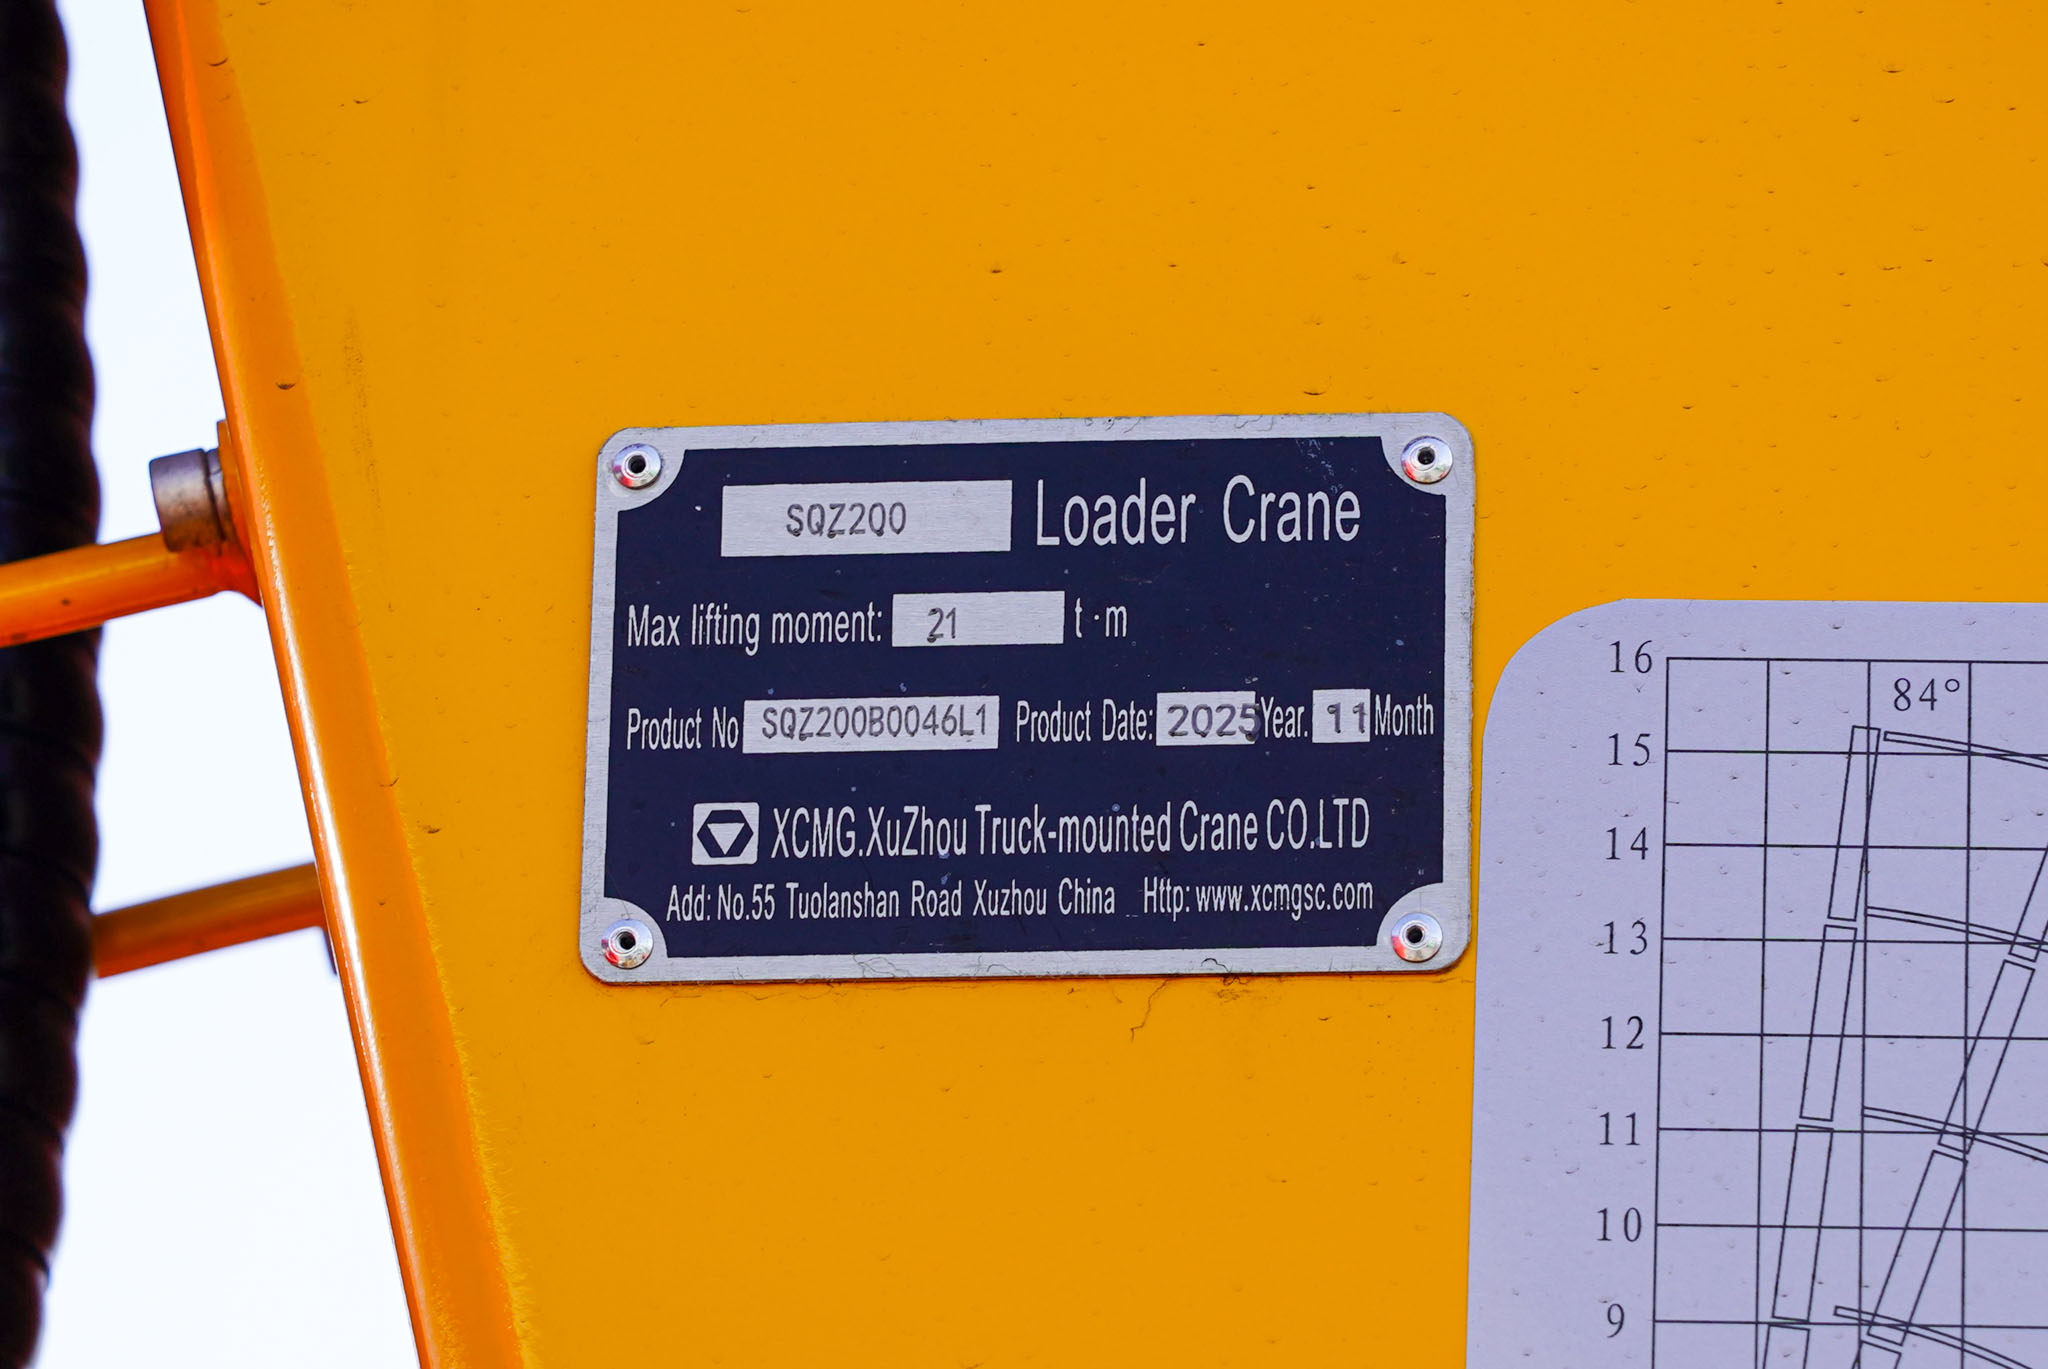 SQZ200 Loader Crane
Max lifting moment: 21 t·m
Product No SQZ200B0046L1 Product Date: 2025 Year. 11 Month
XCMG.XuZhou Truck-mounted Crane CO.LTD
Add: No.55 Tuolanshan Road Xuzhou China Http: www.xcmgsc.com
16
84°
15
14
13
12
11
10
9